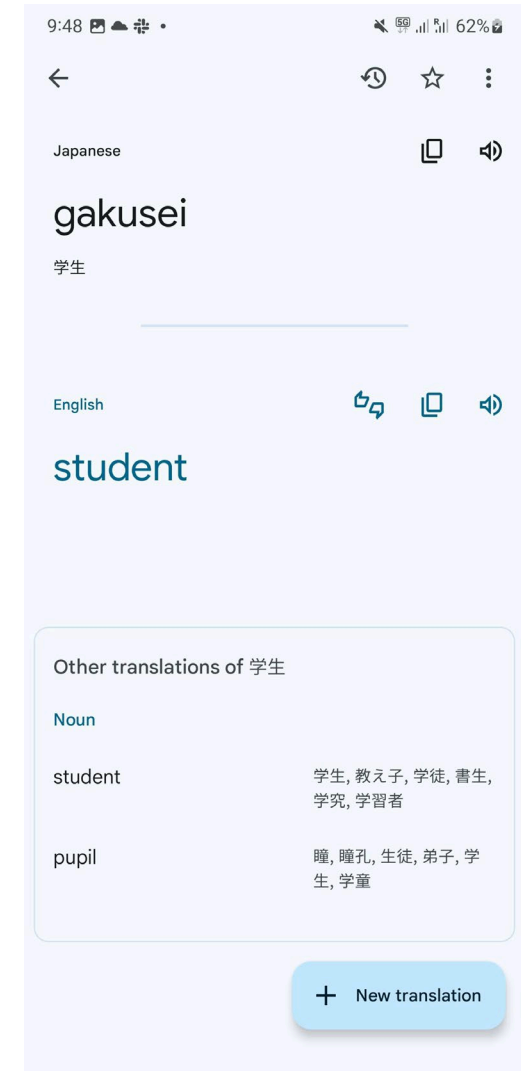 9:48
5G R 62%
Japanese
gakusei
学生
English
student
Other translations of 学生
Noun
student
学生, 教え子, 学徒, 書生,
学究, 学習者
pupil
瞳, 瞳孔, 生徒, 弟子, 学
生, 学童
New translation